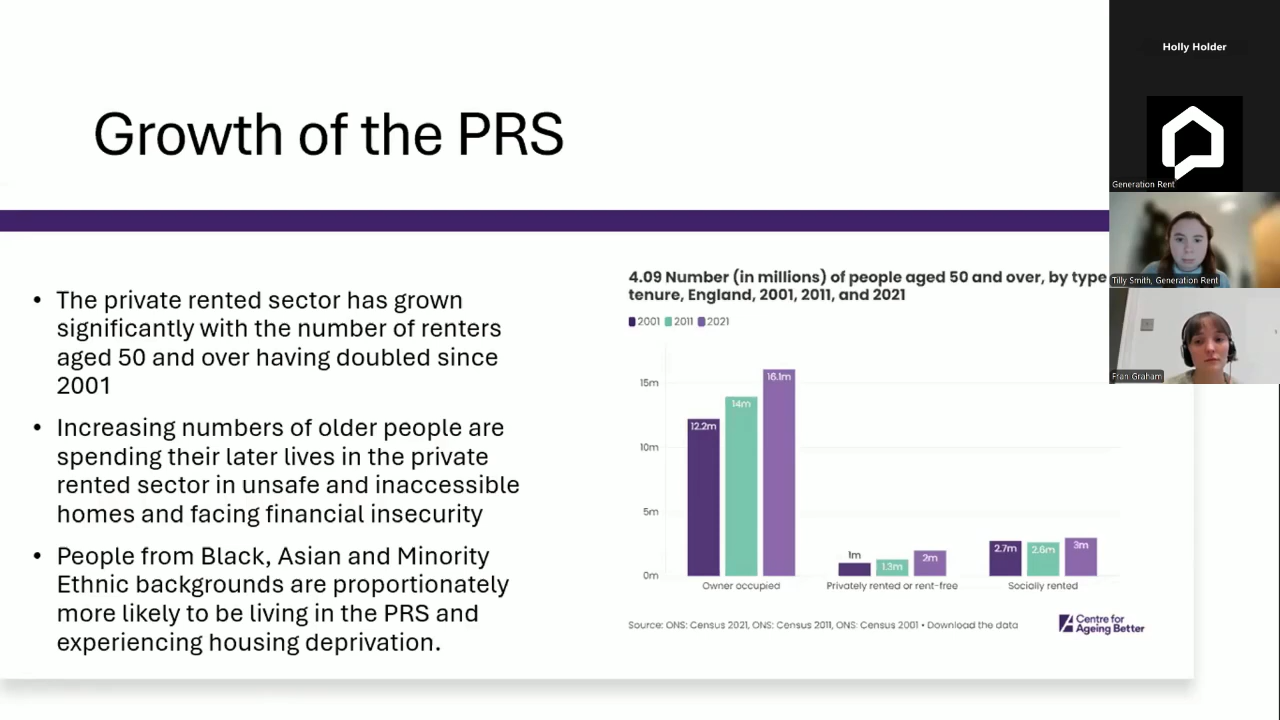 Growth of the PRS
• The private rented sector has grown
significantly with the number of renters
aged 50 and over having doubled since
2001
• Increasing numbers of older people are
spending their later lives in the private
rented sector in unsafe and inaccessible
homes and facing financial insecurity
• People from Black, Asian and Minority
Ethnic backgrounds are proportionately
more likely to be living in the PRS and
experiencing housing deprivation.
4.09 Number (in millions) of people aged 50 and over, by type
tenure, England, 2001, 2011, and 2021
2001 2011 2021
15m
10m
5m
0m
12.2m
14m
16.1m
1m
1.3m
2m
2.7m
2.6m
3m
Owner occupied
Privately rented or rent-free
Socially rented
Source: ONS: Census 2021, ONS: Census 2011, ONS: Census 2001 • Download the data
Centre for
Ageing Better
Holly Holder
Generation Rent
Tilly Smith, Generation Rent
Fran Graham